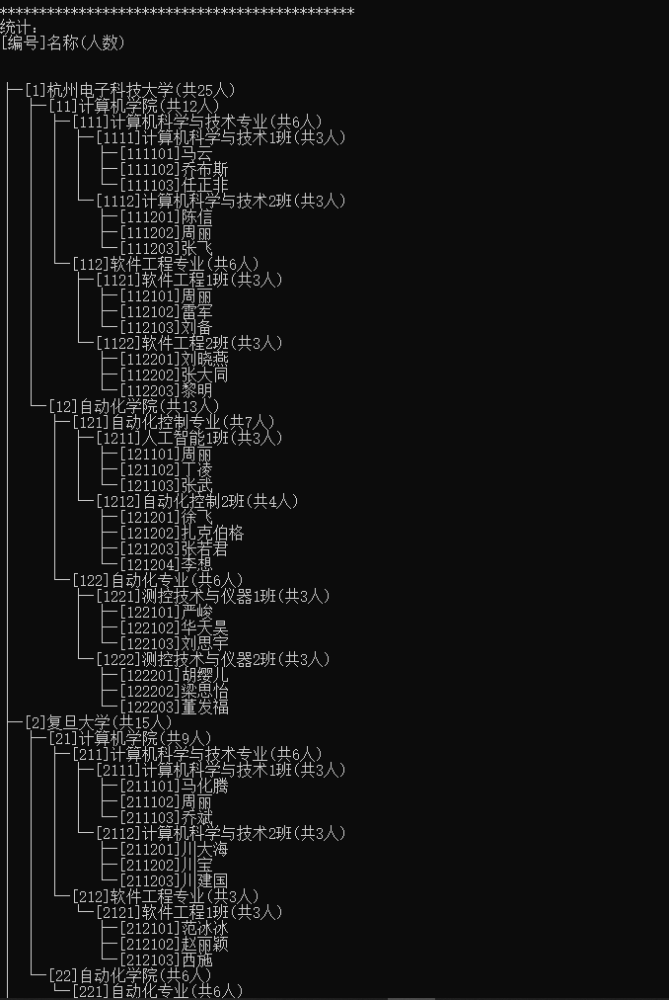 **********************************************
统计：
[编号]名称(共人数)
├─[1]杭州电子科技大学(共25人)
│  ├─[11]计算机学院(共12人)
│  │  ├─[111]计算机科学与技术专业(共6人)
│  │  │  ├─[1111]计算机科学与技术1班(共3人)
│  │  │  │  ├─[111101]马云
│  │  │  │  ├─[111102]乔布斯
│  │  │  │  └─[111103]任正非
│  │  │  └─[1112]计算机科学与技术2班(共3人)
│  │  │      ├─[111201]陈信
│  │  │      ├─[111202]周丽
│  │  │      └─[111203]张飞
│  │  └─[112]软件工程专业(共6人)
│  │      ├─[1121]软件工程1班(共3人)
│  │      │  ├─[112101]周丽
│  │      │  ├─[112102]雷军
│  │      │  └─[112103]刘备
│  │      └─[1122]软件工程2班(共3人)
│  │          ├─[112201]刘晓燕
│  │          ├─[112202]张大同
│  │          └─[112203]黎明
│  └─[12]自动化学院(共13人)
│      ├─[121]自动化控制专业(共7人)
│      │  ├─[1211]人工智能1班(共3人)
│      │  │  ├─[121101]周丽
│      │  │  ├─[121102]丁凌
│      │  │  └─[121103]张武
│      │  └─[1212]自动化控制2班(共4人)
│      │      ├─[121201]徐飞
│      │      ├─[121202]扎克伯格
│      │      ├─[121203]张若君
│      │      └─[121204]李想
│      └─[122]自动化专业(共6人)
│          ├─[1221]测控技术与仪器1班(共3人)
│          │  ├─[122101]严峻
│          │  ├─[122102]华天昊
│          │  └─[122103]刘思宇
│          └─[1222]测控技术与仪器2班(共3人)
│              ├─[122201]胡缨儿
│              ├─[122202]梁思怡
│              └─[122203]董发福
├─[2]复旦大学(共15人)
│  ├─[21]计算机学院(共9人)
│  │  ├─[211]计算机科学与技术专业(共6人)
│  │  │  ├─[2111]计算机科学与技术1班(共3人)
│  │  │  │  ├─[211101]马化腾
│  │  │  │  ├─[211102]周丽
│  │  │  │  └─[211103]乔斌
│  │  │  └─[2112]计算机科学与技术2班(共3人)
│  │  │      ├─[211201]川大海
│  │  │      ├─[211202]川宝
│  │  │      └─[211203]川建国
│  │  └─[212]软件工程专业(共3人)
│  │      └─[2121]软件工程1班(共3人)
│  │          ├─[212101]范冰冰
│  │          ├─[212102]赵丽颖
│  │          └─[212103]西施
│  └─[22]自动化学院(共6人)
│      └─[221]自动化专业(共6人)